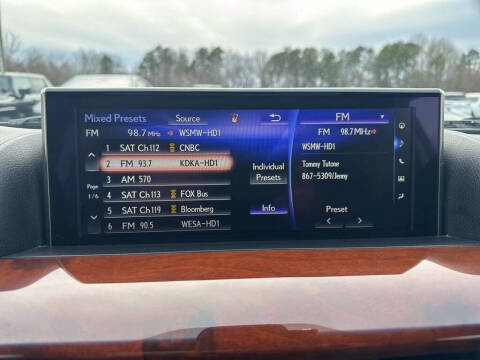 Mixed Presets Source
FM 98.7 MHz WSMW-HD1
1 SAT Ch112 CNBC
2 FM 93.7 KDKA-HD1
3 AM 570
4 SAT Ch113 FOX Bus
5 SAT Ch119 Bloomberg
6 FM 90.5 WESA-HD1
Page
1/6
Individual
Presets
Info
FM
FM 98.7 MHz
WSMW-HD1
Tommy Tutone
867-5309/Jenny
Preset